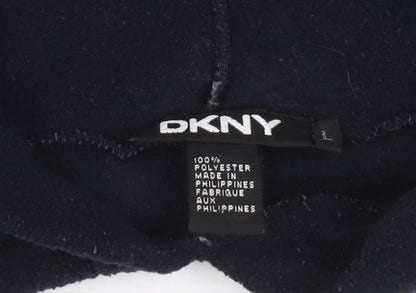 DKNY
100%
POLYESTER
MADE IN
PHILIPPINES
FABRIQUE
AUX
PHILIPPINES